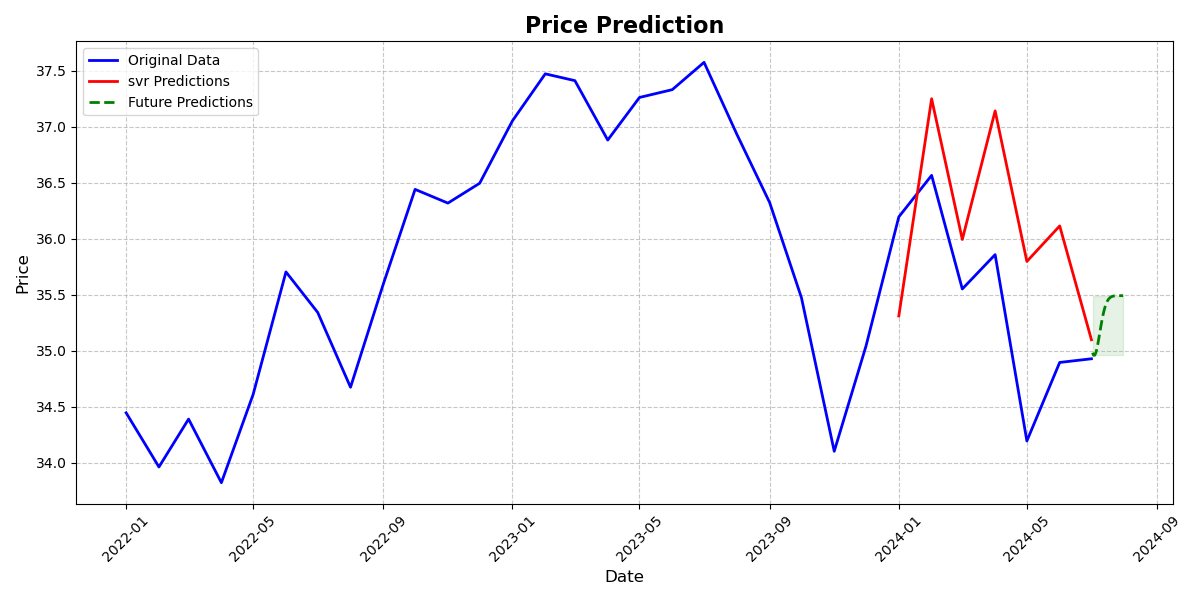 Price Prediction
Original Data
svr Predictions
Future Predictions
Price
37.5
37.0
36.5
36.0
35.5
35.0
34.5
34.0
2022-01
2022-05
2022-09
2023-01
2023-05
2023-09
2024-01
2024-05
2024-09
Date